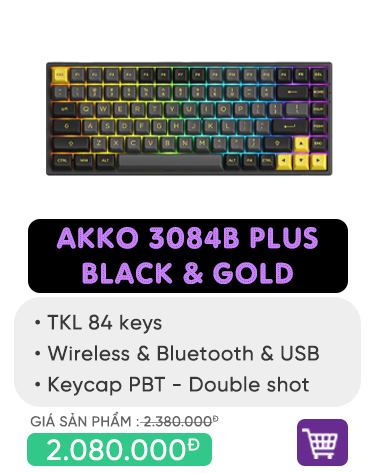 AKKO 3084B PLUS
BLACK & GOLD
• TKL 84 keys
• Wireless & Bluetooth & USB
• Keycap PBT - Double shot
GIÁ SẢN PHẨM : 2.380.000Đ
2.080.000Đ